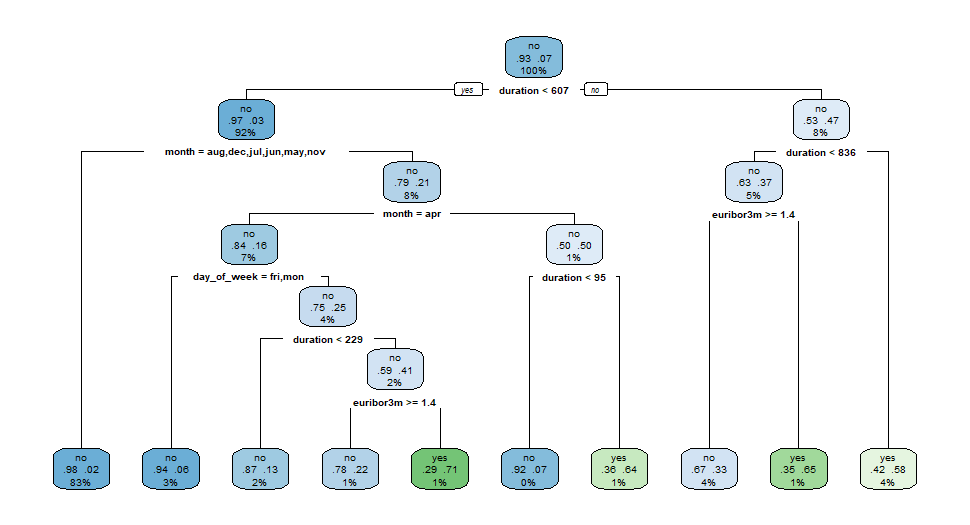 no
.93 .07
100%
yes
duration < 607
no
no
.97 .03
92%
no
.53 .47
8%
month = aug,dec,jul,jun,may,nov
duration < 836
no
.79 .21
8%
no
.63 .37
5%
month = apr
euribor3m >= 1.4
no
.84 .16
7%
no
.50 .50
1%
day_of_week = fri,mon
duration < 95
no
.75 .25
4%
duration < 229
no
.59 .41
2%
euribor3m >= 1.4
no
.98 .02
83%
no
.94 .06
3%
no
.87 .13
2%
no
.78 .22
1%
yes
.29 .71
1%
no
.92 .07
0%
yes
.36 .64
1%
no
.67 .33
4%
yes
.35 .65
1%
yes
.42 .58
4%